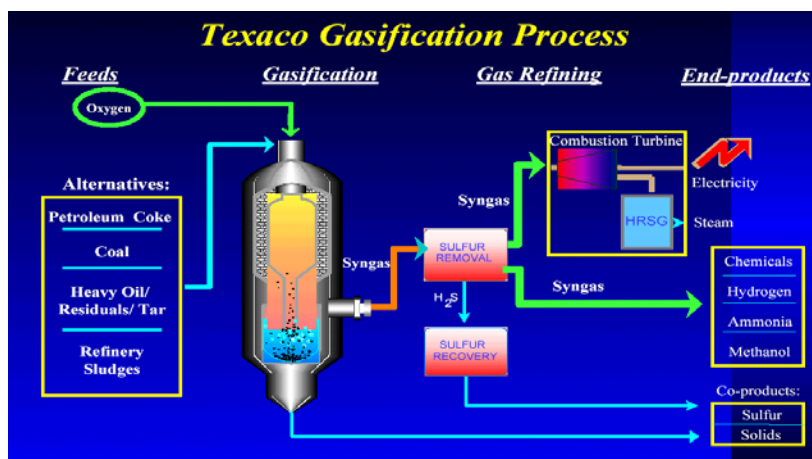 Texaco Gasification Process
Feeds
Gasification
Gas Refining
End-products
Oxygen
Alternatives:
Petroleum Coke
Coal
Heavy Oil/
Residuals/ Tar
Refinery
Sludges
Syngas
SULFUR
REMOVAL
H2S
SULFUR
RECOVERY
Syngas
Syngas
Combustion Turbine
HRSG
Electricity
Steam
Chemicals
Hydrogen
Ammonia
Methanol
Co-products:
Sulfur
Solids